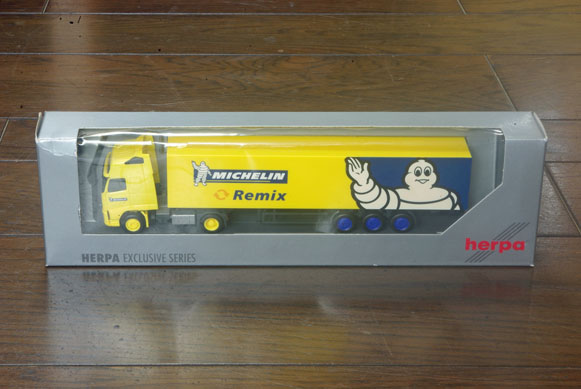 MICHELIN
Remix
HERPA EXCLUSIVE SERIES
herpa